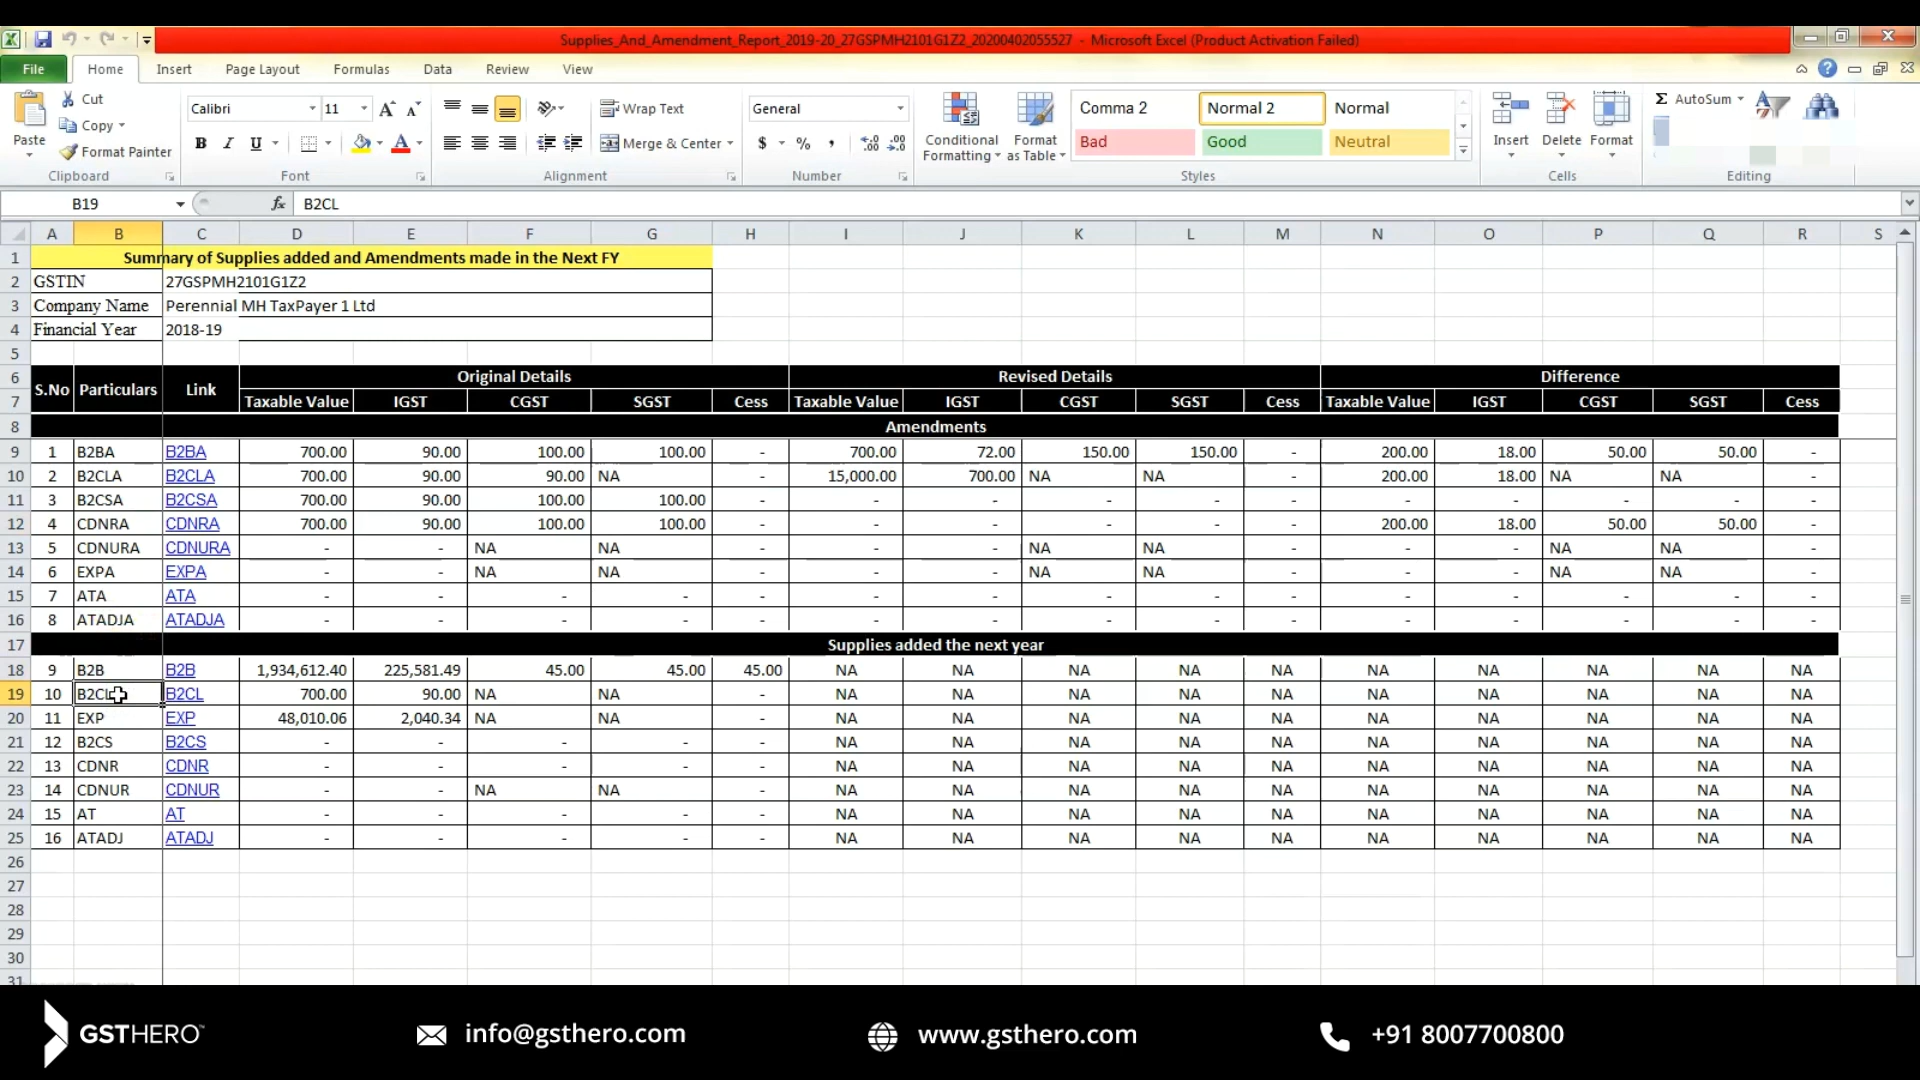 Supplies_And_Amendment_Report_2019-20_27GSPMH2101G1Z2_20200402055527 - Microsoft Excel (Product Activation Failed)
File Home Insert Page Layout Formulas Data Review View
Cut
Copy
Format Painter
Paste
Clipboard
Calibri 11
B I U
Font
Wrap Text
Merge & Center
Alignment
General
$ % ,
Number
Conditional Formatting
Format as Table
Comma 2 Normal 2 Normal
Bad Good Neutral
Styles
Insert Delete Format
Cells
Σ AutoSum
Editing
B19 fx B2CL
A B C D E F G H I J K L M N O P Q R S
1 Summary of Supplies added and Amendments made in the Next FY
2 GSTIN 27GSPMH2101G1Z2
3 Company Name Perennial MH TaxPayer 1 Ltd
4 Financial Year 2018-19
5
6 S.No Particulars Link Original Details Revised Details Difference
7 Taxable Value IGST CGST SGST Cess Taxable Value IGST CGST SGST Cess Taxable Value IGST CGST SGST Cess
8 Amendments
9 1 B2BA B2BA 700.00 90.00 100.00 100.00 - 700.00 72.00 150.00 150.00 - 200.00 18.00 50.00 50.00 -
10 2 B2CLA B2CLA 700.00 90.00 90.00 NA - 15,000.00 700.00 NA NA - 200.00 18.00 NA NA -
11 3 B2CSA B2CSA 700.00 90.00 100.00 100.00 - - - - - - - - - - -
12 4 CDNRA CDNRA 700.00 90.00 100.00 100.00 - - - - - - 200.00 18.00 50.00 50.00 -
13 5 CDNURA CDNURA - - NA NA - - - NA NA - - - NA NA -
14 6 EXPA EXPA - - NA NA - - - NA NA - - - NA NA -
15 7 ATA ATA - - - - - - - - - - - - - - -
16 8 ATADJA ATADJA - - - - - - - - - - - - - - -
17 Supplies added the next year
18 9 B2B B2B 1,934,612.40 225,581.49 45.00 45.00 45.00 NA NA NA NA NA NA NA NA NA NA
19 10 B2CL B2CL 700.00 90.00 NA NA - NA NA NA NA NA NA NA NA NA NA
20 11 EXP EXP 48,010.06 2,040.34 NA NA - NA NA NA NA NA NA NA NA NA NA
21 12 B2CS B2CS - - - - - NA NA NA NA NA NA NA NA NA NA
22 13 CDNR CDNR - - - - - NA NA NA NA NA NA NA NA NA NA
23 14 CDNUR CDNUR - - NA NA - NA NA NA NA NA NA NA NA NA NA
24 15 AT AT - - - - - NA NA NA NA NA NA NA NA NA NA
25 16 ATADJ ATADJ - - - - - NA NA NA NA NA NA NA NA NA NA
26
27
28
29
30
31
GSTHERO™ info@gsthero.com www.gsthero.com +91 8007700800